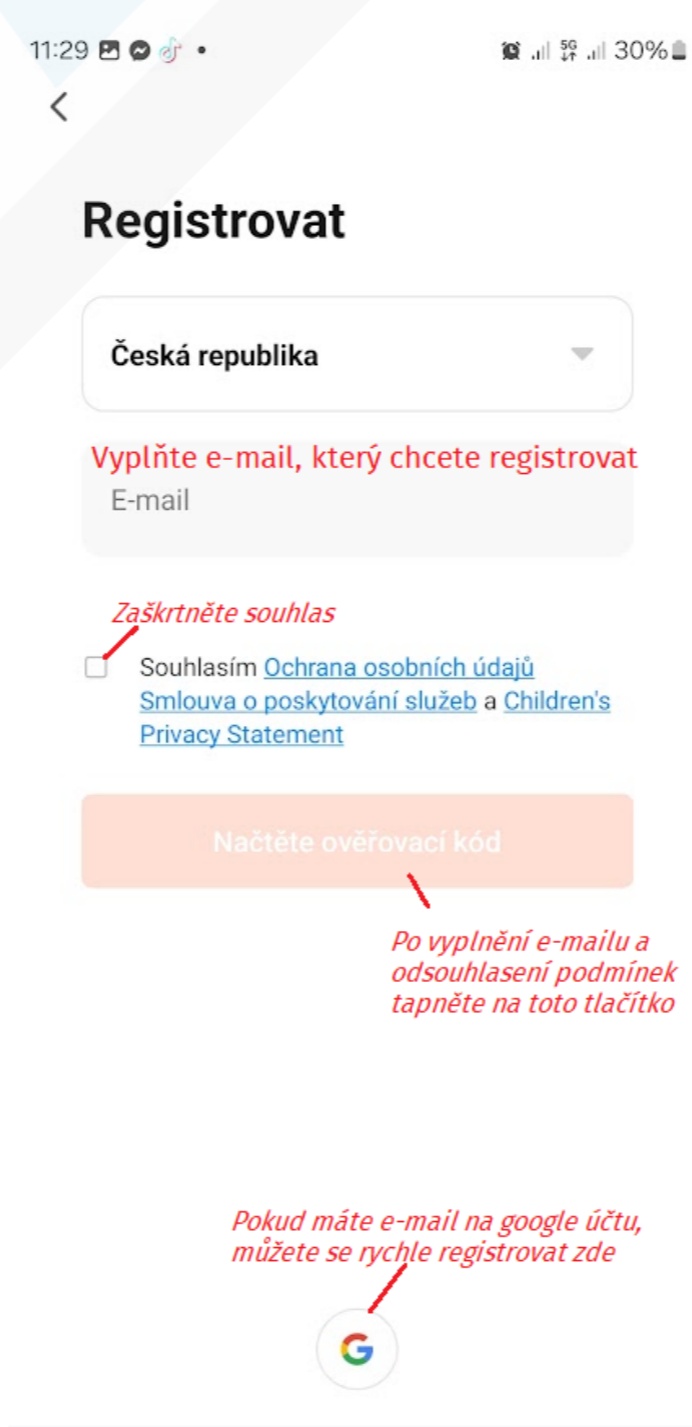 11:29
5G
30%
Registrovat
Česká republika
Vyplňte e-mail, který chcete registrovat
E-mail
Zaškrtněte souhlas
Souhlasím Ochrana osobních údajů
Smlouva o poskytování služeb a Children's
Privacy Statement
Načtěte ověřovací kód
Po vyplnění e-mailu a
odsouhlasení podmínek
tapněte na toto tlačítko
Pokud máte e-mail na google účtu,
můžete se rychle registrovat zde